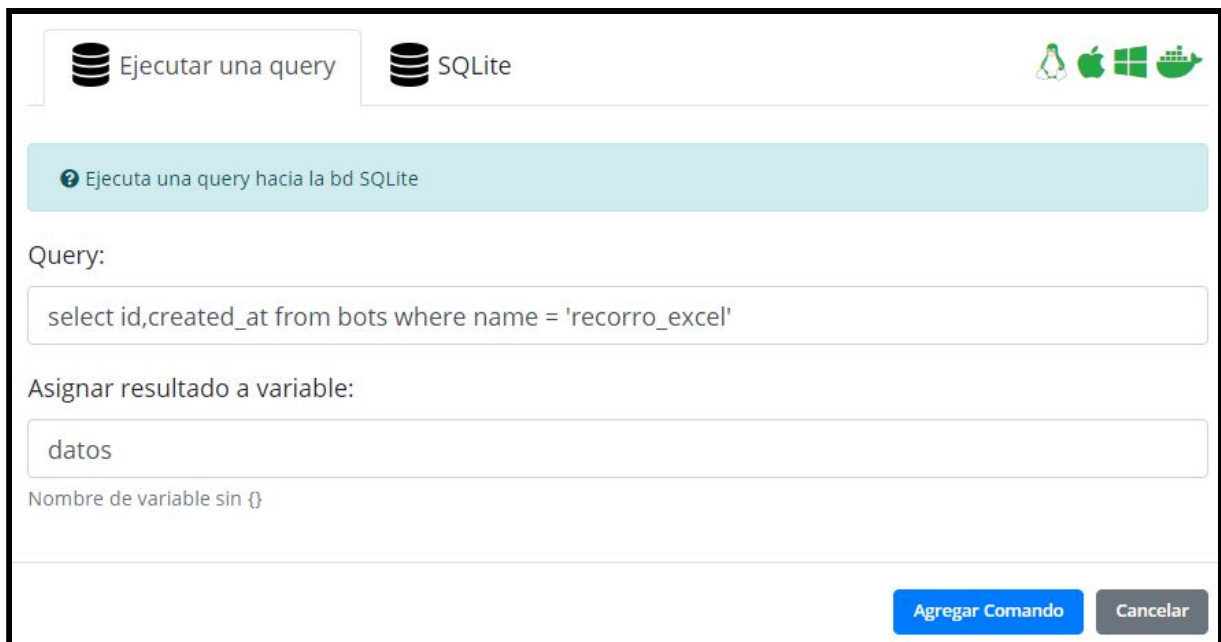 Ejecutar una query
SQLite
Ejecuta una query hacia la bd SQLite
Query:
select id,created_at from bots where name = 'recorro_excel'
Asignar resultado a variable:
datos
Nombre de variable sin {}
Agregar Comando
Cancelar